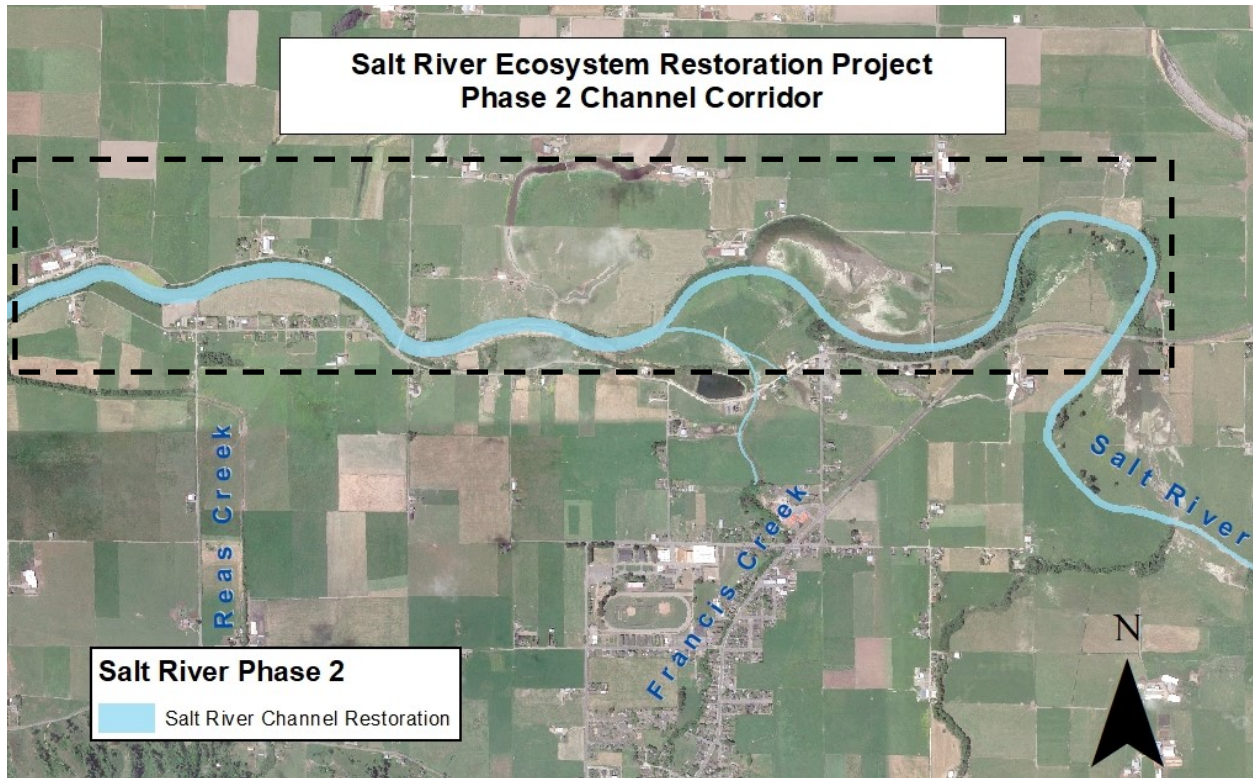 Salt River Ecosystem Restoration Project
Phase 2 Channel Corridor
Salt River
Reas Creek
Francis Creek
N
Salt River Phase 2
Salt River Channel Restoration